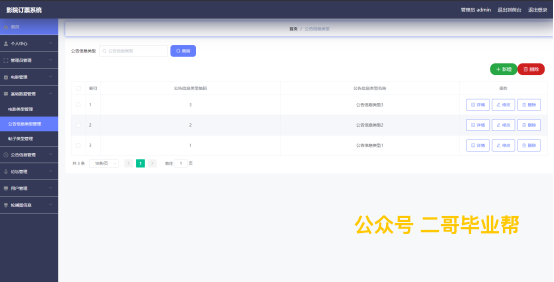 影院订票系统
管理员 admin 退出到前台 退出登录
首页
首页 / 公告信息类型管理
个人中心
管理员管理
电影管理
基础数据管理
电影类型管理
公告信息类型管理
帖子类型管理
公告信息管理
论坛管理
用户管理
轮播图信息
公告信息类型 公告信息类型 查询
+ 新增 删除
索引 公告信息类型编码 公告信息类型名称 操作
1 3 公告信息类型3 详情 修改 删除
2 2 公告信息类型2 详情 修改 删除
3 1 公告信息类型1 详情 修改 删除
共 3 条 10条/页 < 1 > 前往 1 页
公众号 二哥毕业帮